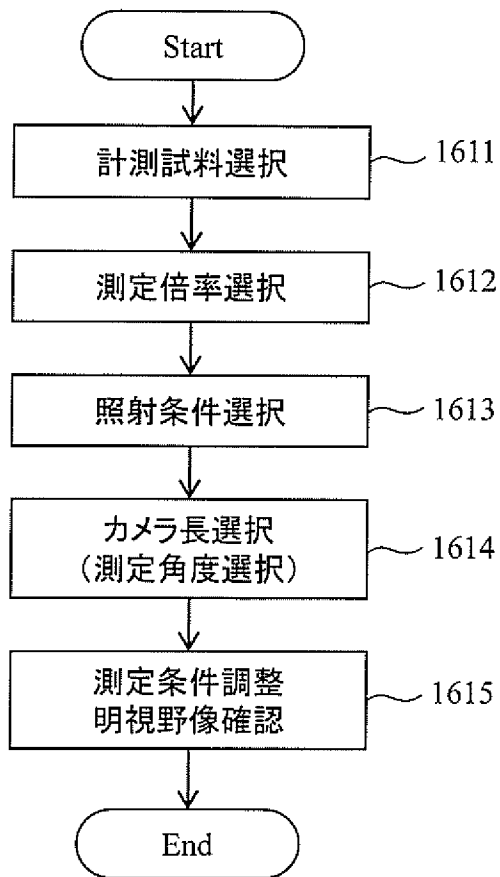 Start
計測試料選択
1611
測定倍率選択
1612
照射条件選択
1613
カメラ長選択
(測定角度選択)
1614
測定条件調整
明視野像確認
1615
End